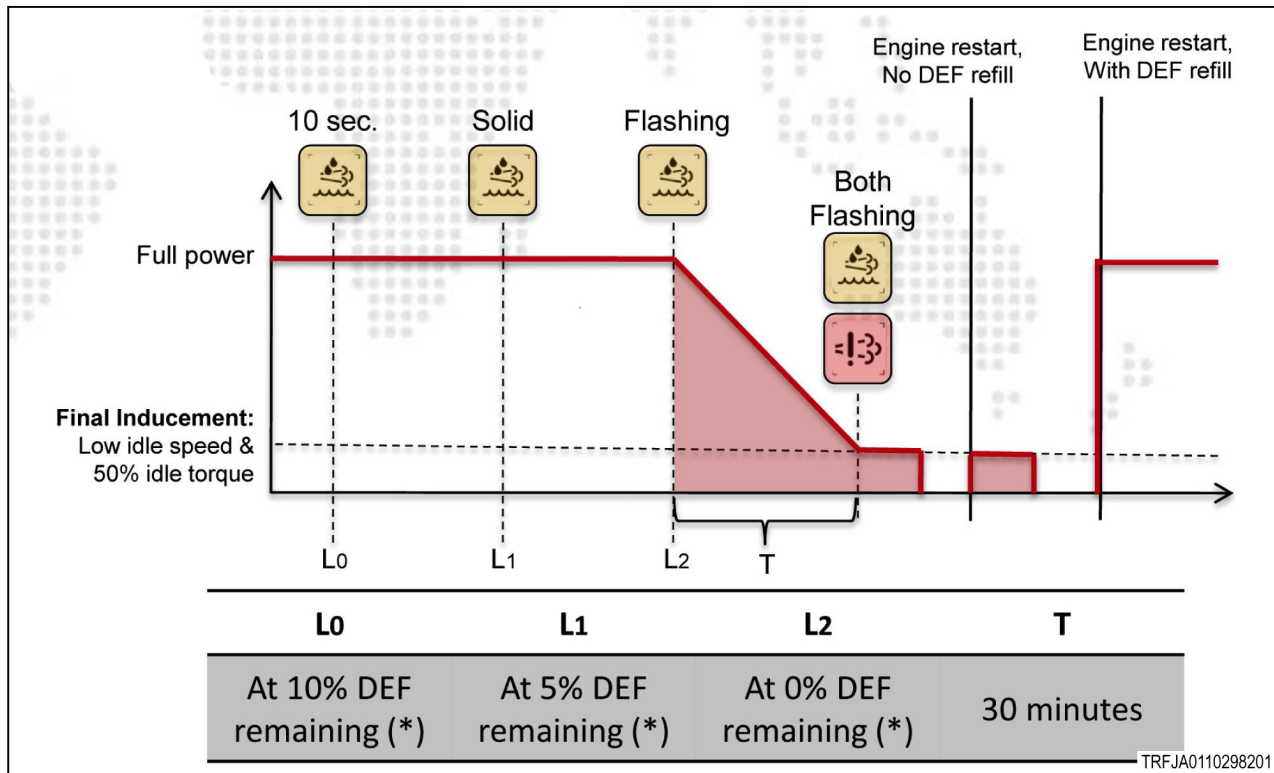 Engine restart,
No DEF refill
Engine restart,
With DEF refill
10 sec.
Solid
Flashing
Both
Flashing
Full power
Final Inducement:
Low idle speed &
50% idle torque
L0
L1
L2
T
L0 L1 L2 T
At 10% DEF
remaining (*)
At 5% DEF
remaining (*)
At 0% DEF
remaining (*)
30 minutes
TRFJA0110298201